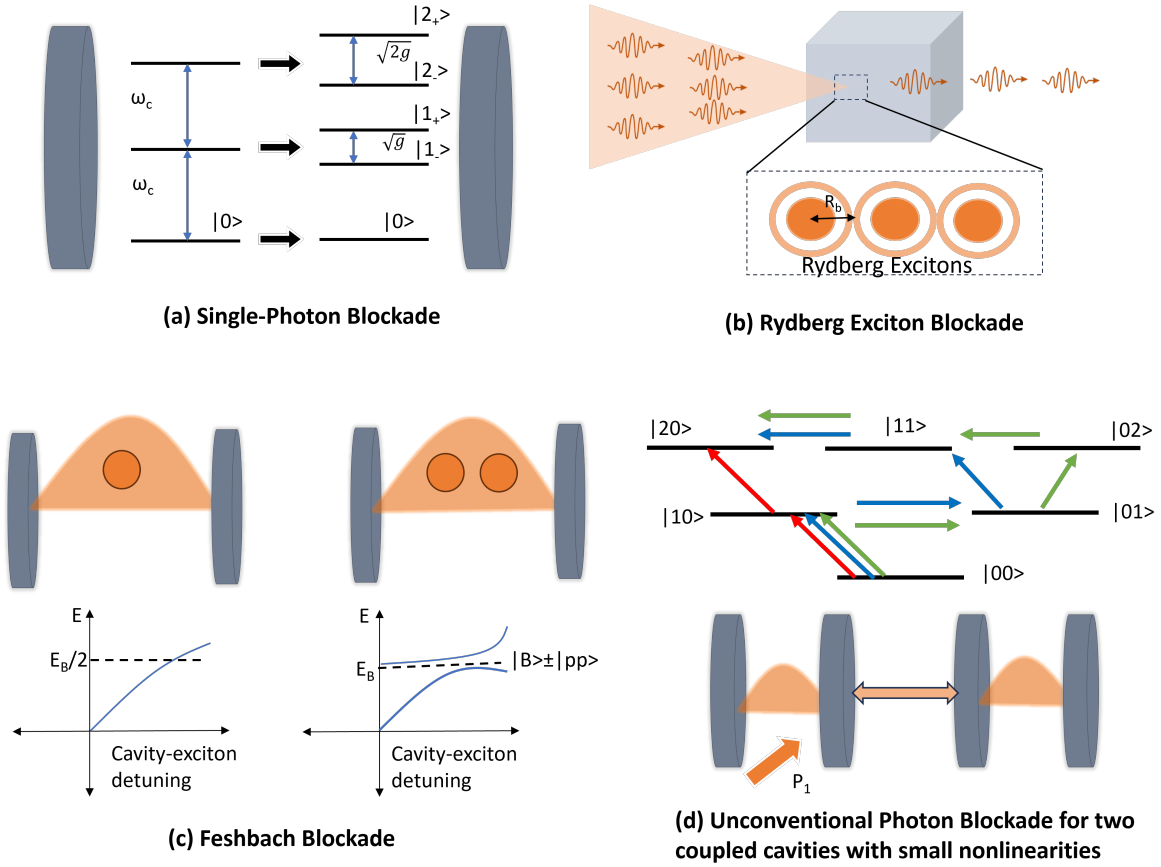 |2₊>
√2g
|2₋>
ω_c
|1₊>
√g
|1₋>
ω_c
|0>
|0>
(a) Single-Photon Blockade
R_b
Rydberg Excitons
(b) Rydberg Exciton Blockade
E
E_B/2
Cavity-exciton
detuning
E
E_B
|B>±|pp>
Cavity-exciton
detuning
(c) Feshbach Blockade
|20>
|11>
|02>
|10>
|01>
|00>
P₁
(d) Unconventional Photon Blockade for two
coupled cavities with small nonlinearities